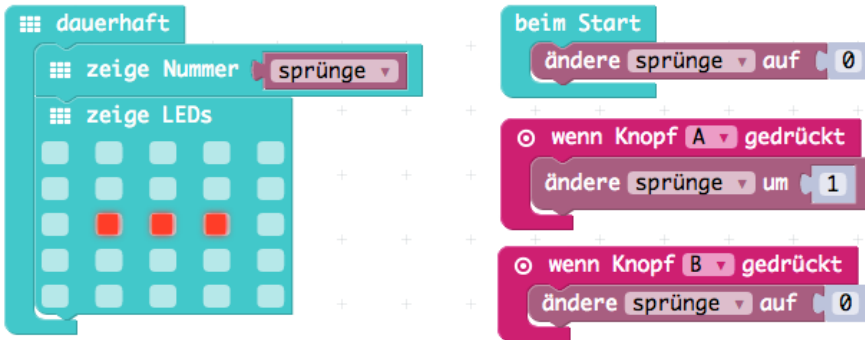 dauerhaft
zeige Nummer sprünge
zeige LEDs
beim Start
ändere sprünge auf 0
wenn Knopf A gedrückt
ändere sprünge um 1
wenn Knopf B gedrückt
ändere sprünge auf 0